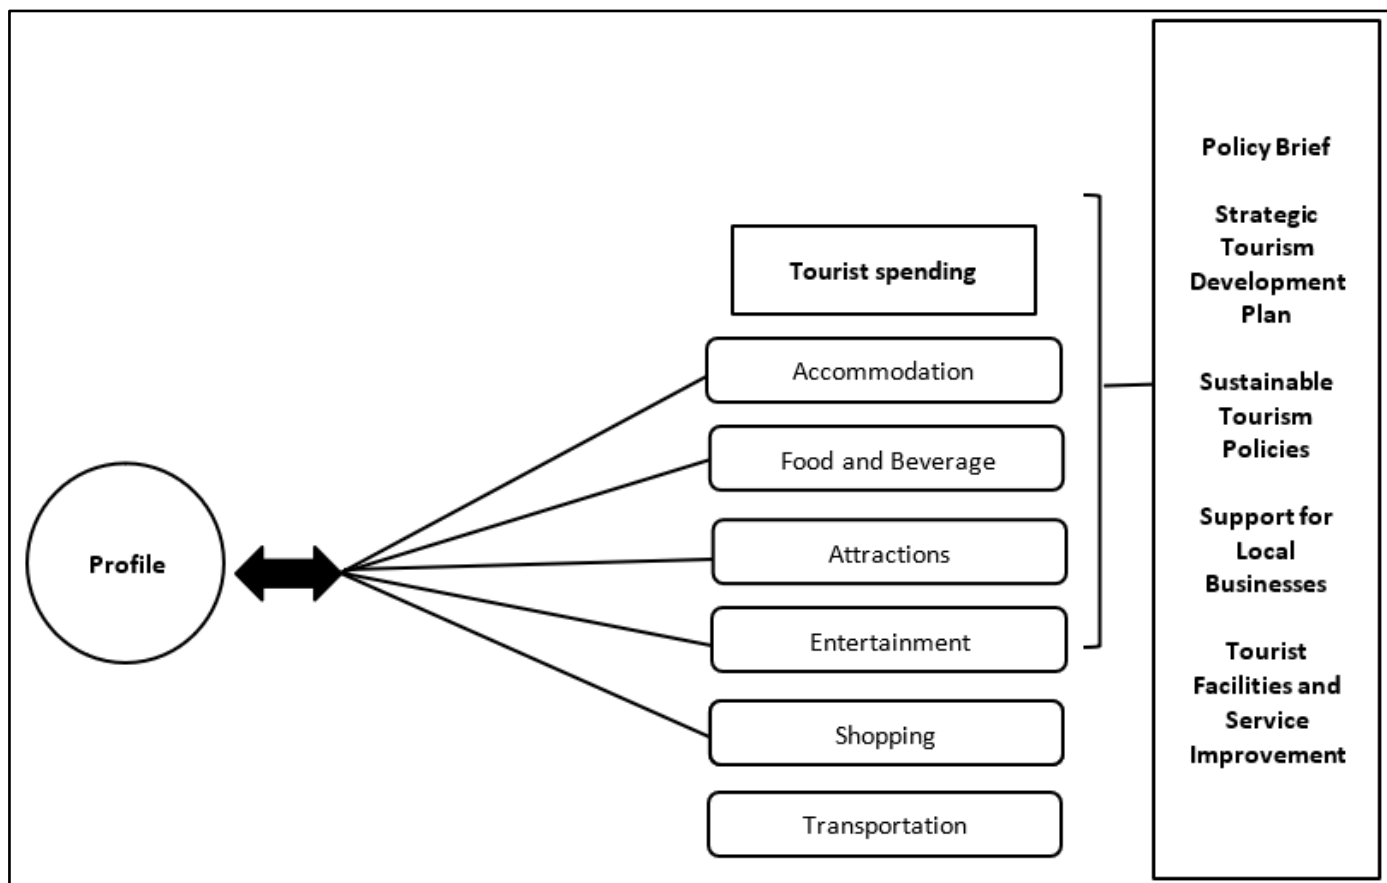 Profile
Tourist spending
Accommodation
Food and Beverage
Attractions
Entertainment
Shopping
Transportation
Policy Brief
Strategic
Tourism
Development
Plan
Sustainable
Tourism
Policies
Support for
Local
Businesses
Tourist
Facilities and
Service
Improvement